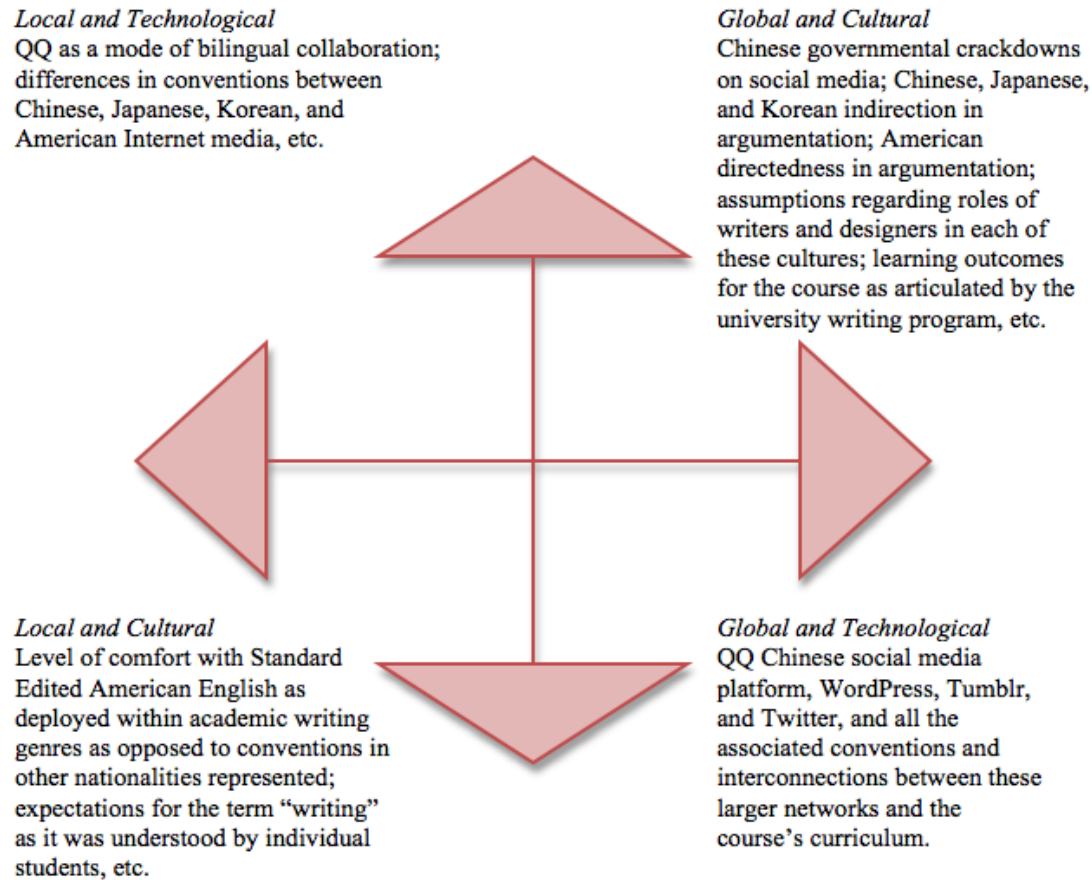 Local and Technological
QQ as a mode of bilingual collaboration;
differences in conventions between
Chinese, Japanese, Korean, and
American Internet media, etc.
Global and Cultural
Chinese governmental crackdowns
on social media; Chinese, Japanese,
and Korean indirection in
argumentation; American
directedness in argumentation;
assumptions regarding roles of
writers and designers in each of
these cultures; learning outcomes
for the course as articulated by the
university writing program, etc.
Local and Cultural
Level of comfort with Standard
Edited American English as
deployed within academic writing
genres as opposed to conventions in
other nationalities represented;
expectations for the term “writing”
as it was understood by individual
students, etc.
Global and Technological
QQ Chinese social media
platform, WordPress, Tumblr,
and Twitter, and all the
associated conventions and
interconnections between these
larger networks and the
course’s curriculum.